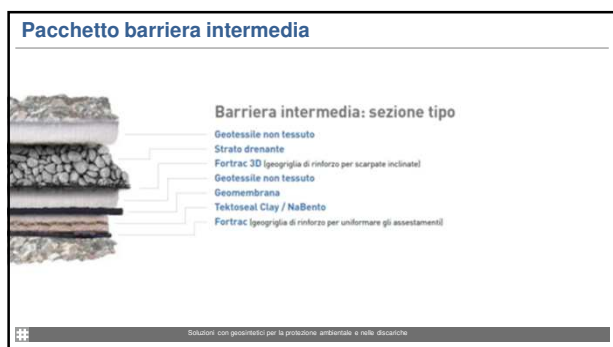 Pacchetto barriera intermedia
Barriera intermedia: sezione tipo
Geotessile non tessuto
Strato drenante
Fortrac 3D (geogriglia di rinforzo per scarpate inclinate)
Geotessile non tessuto
Geomembrana
Tektoseal Clay / NaBento
Fortrac (geogriglia di rinforzo per uniformare gli assestamenti)
Soluzioni con geosintetici per la protezione ambientale e nelle discariche